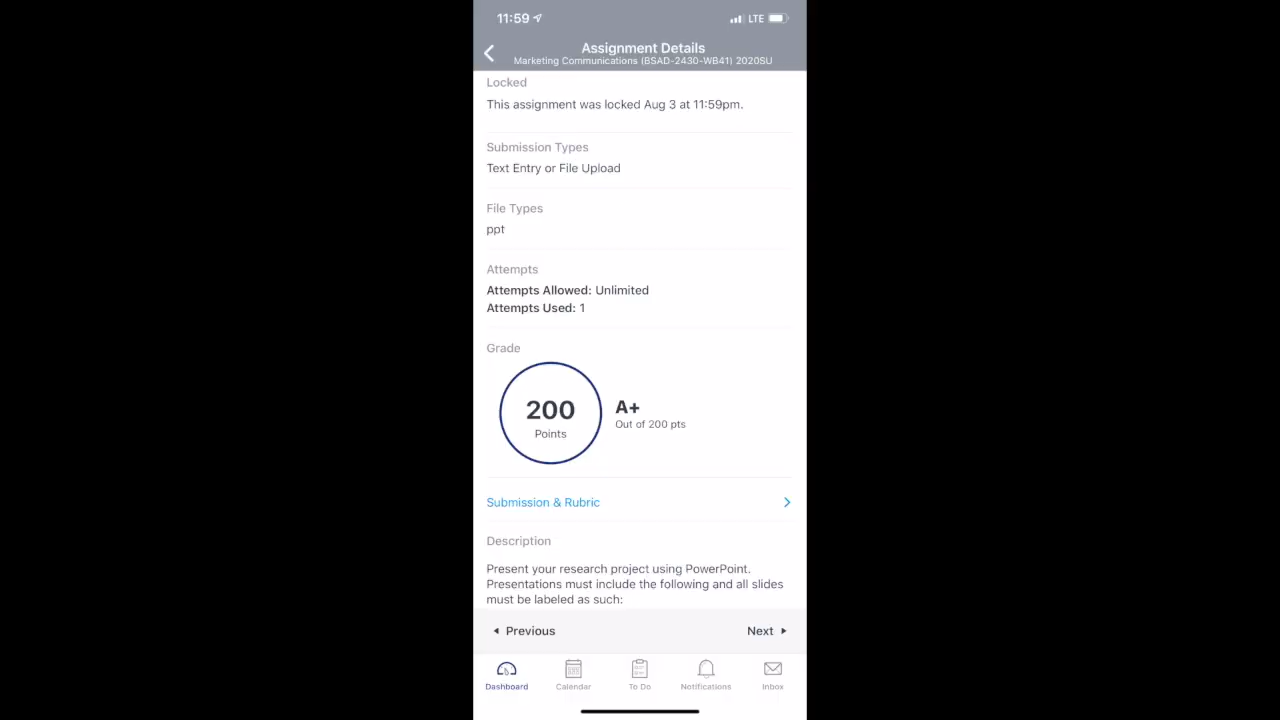 11:59 LTE
Assignment Details
Marketing Communications (BSAD-2430-WB41) 2020SU
Locked
This assignment was locked Aug 3 at 11:59pm.
Submission Types
Text Entry or File Upload
File Types
ppt
Attempts
Attempts Allowed: Unlimited
Attempts Used: 1
Grade
200
Points
A+
Out of 200 pts
Submission & Rubric
Description
Present your research project using PowerPoint.
Presentations must include the following and all slides
must be labeled as such:
Previous Next
Dashboard Calendar To Do Notifications Inbox